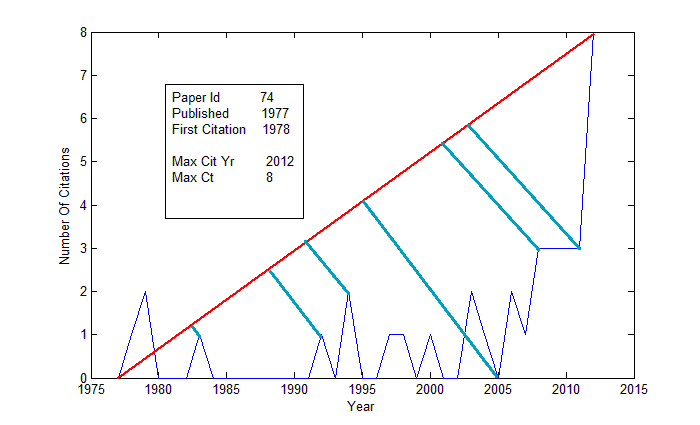 8
7
6
5
4
3
2
1
0
Number Of Citations
Paper Id 74
Published 1977
First Citation 1978
Max Cit Yr 2012
Max Ct 8
1975 1980 1985 1990 1995 2000 2005 2010 2015
Year